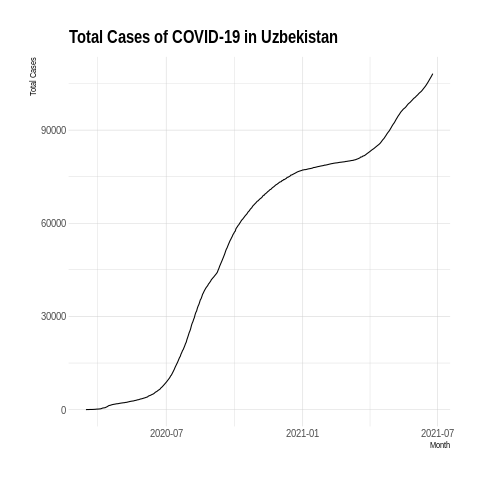 Total Cases of COVID-19 in Uzbekistan
Total Cases
90000
60000
30000
0
2020-07
2021-01
2021-07
Month